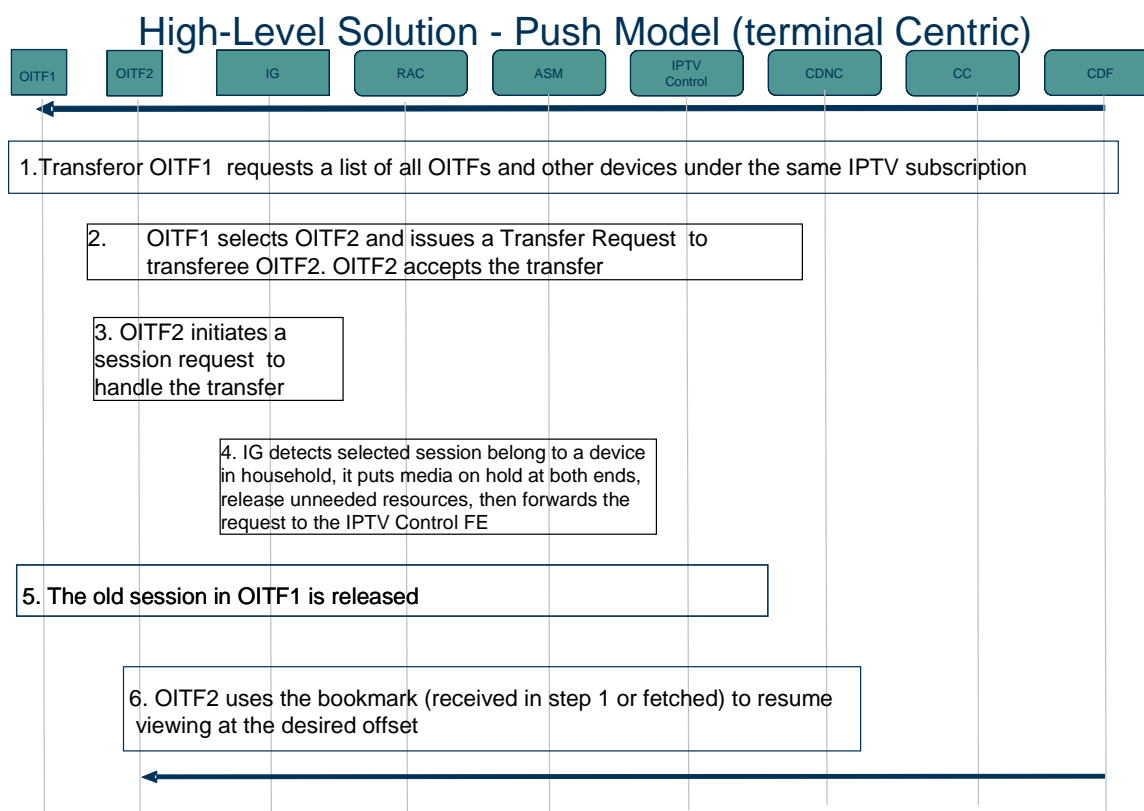 High-Level Solution - Push Model (terminal Centric)
OITF1
OITF2
IG
RAC
ASM
IPTV
Control
CDNC
CC
CDF
1.Transferor OITF1 requests a list of all OITFs and other devices under the same IPTV subscription
2. OITF1 selects OITF2 and issues a Transfer Request to
transferee OITF2. OITF2 accepts the transfer
3. OITF2 initiates a
session request to
handle the transfer
4. IG detects selected session belong to a device
in household, it puts media on hold at both ends,
release unneeded resources, then forwards the
request to the IPTV Control FE
5. The old session in OITF1 is released
6. OITF2 uses the bookmark (received in step 1 or fetched) to resume
viewing at the desired offset